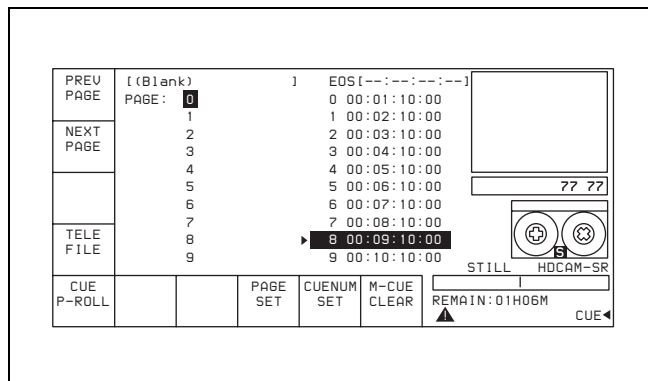 PREV
PAGE
[(Blank) ] EOS[--:--:--:--]
PAGE: 0 0 00:01:10:00
1 1 00:02:10:00
NEXT
PAGE
2 2 00:03:10:00
3 3 00:04:10:00
4 4 00:05:10:00
5 5 00:06:10:00
77 77
6 6 00:07:10:00
7 7 00:08:10:00
TELE
FILE
8 ▶ 8 00:09:10:00
S
9 9 00:10:10:00
STILL HDCAM-SR
CUE
P-ROLL
PAGE
SET
CUENUM
SET
M-CUE
CLEAR
REMAIN:01H06M
CUE◀